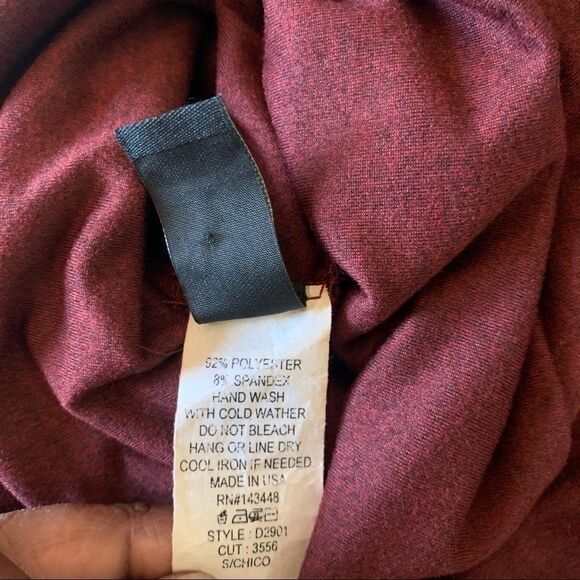 92% POLYESTER
8% SPANDEX
HAND WASH
WITH COLD WATHER
DO NOT BLEACH
HANG OR LINE DRY
COOL IRON IF NEEDED
MADE IN USA
RN#143448
STYLE : D2901
CUT : 3556
S/CHICO